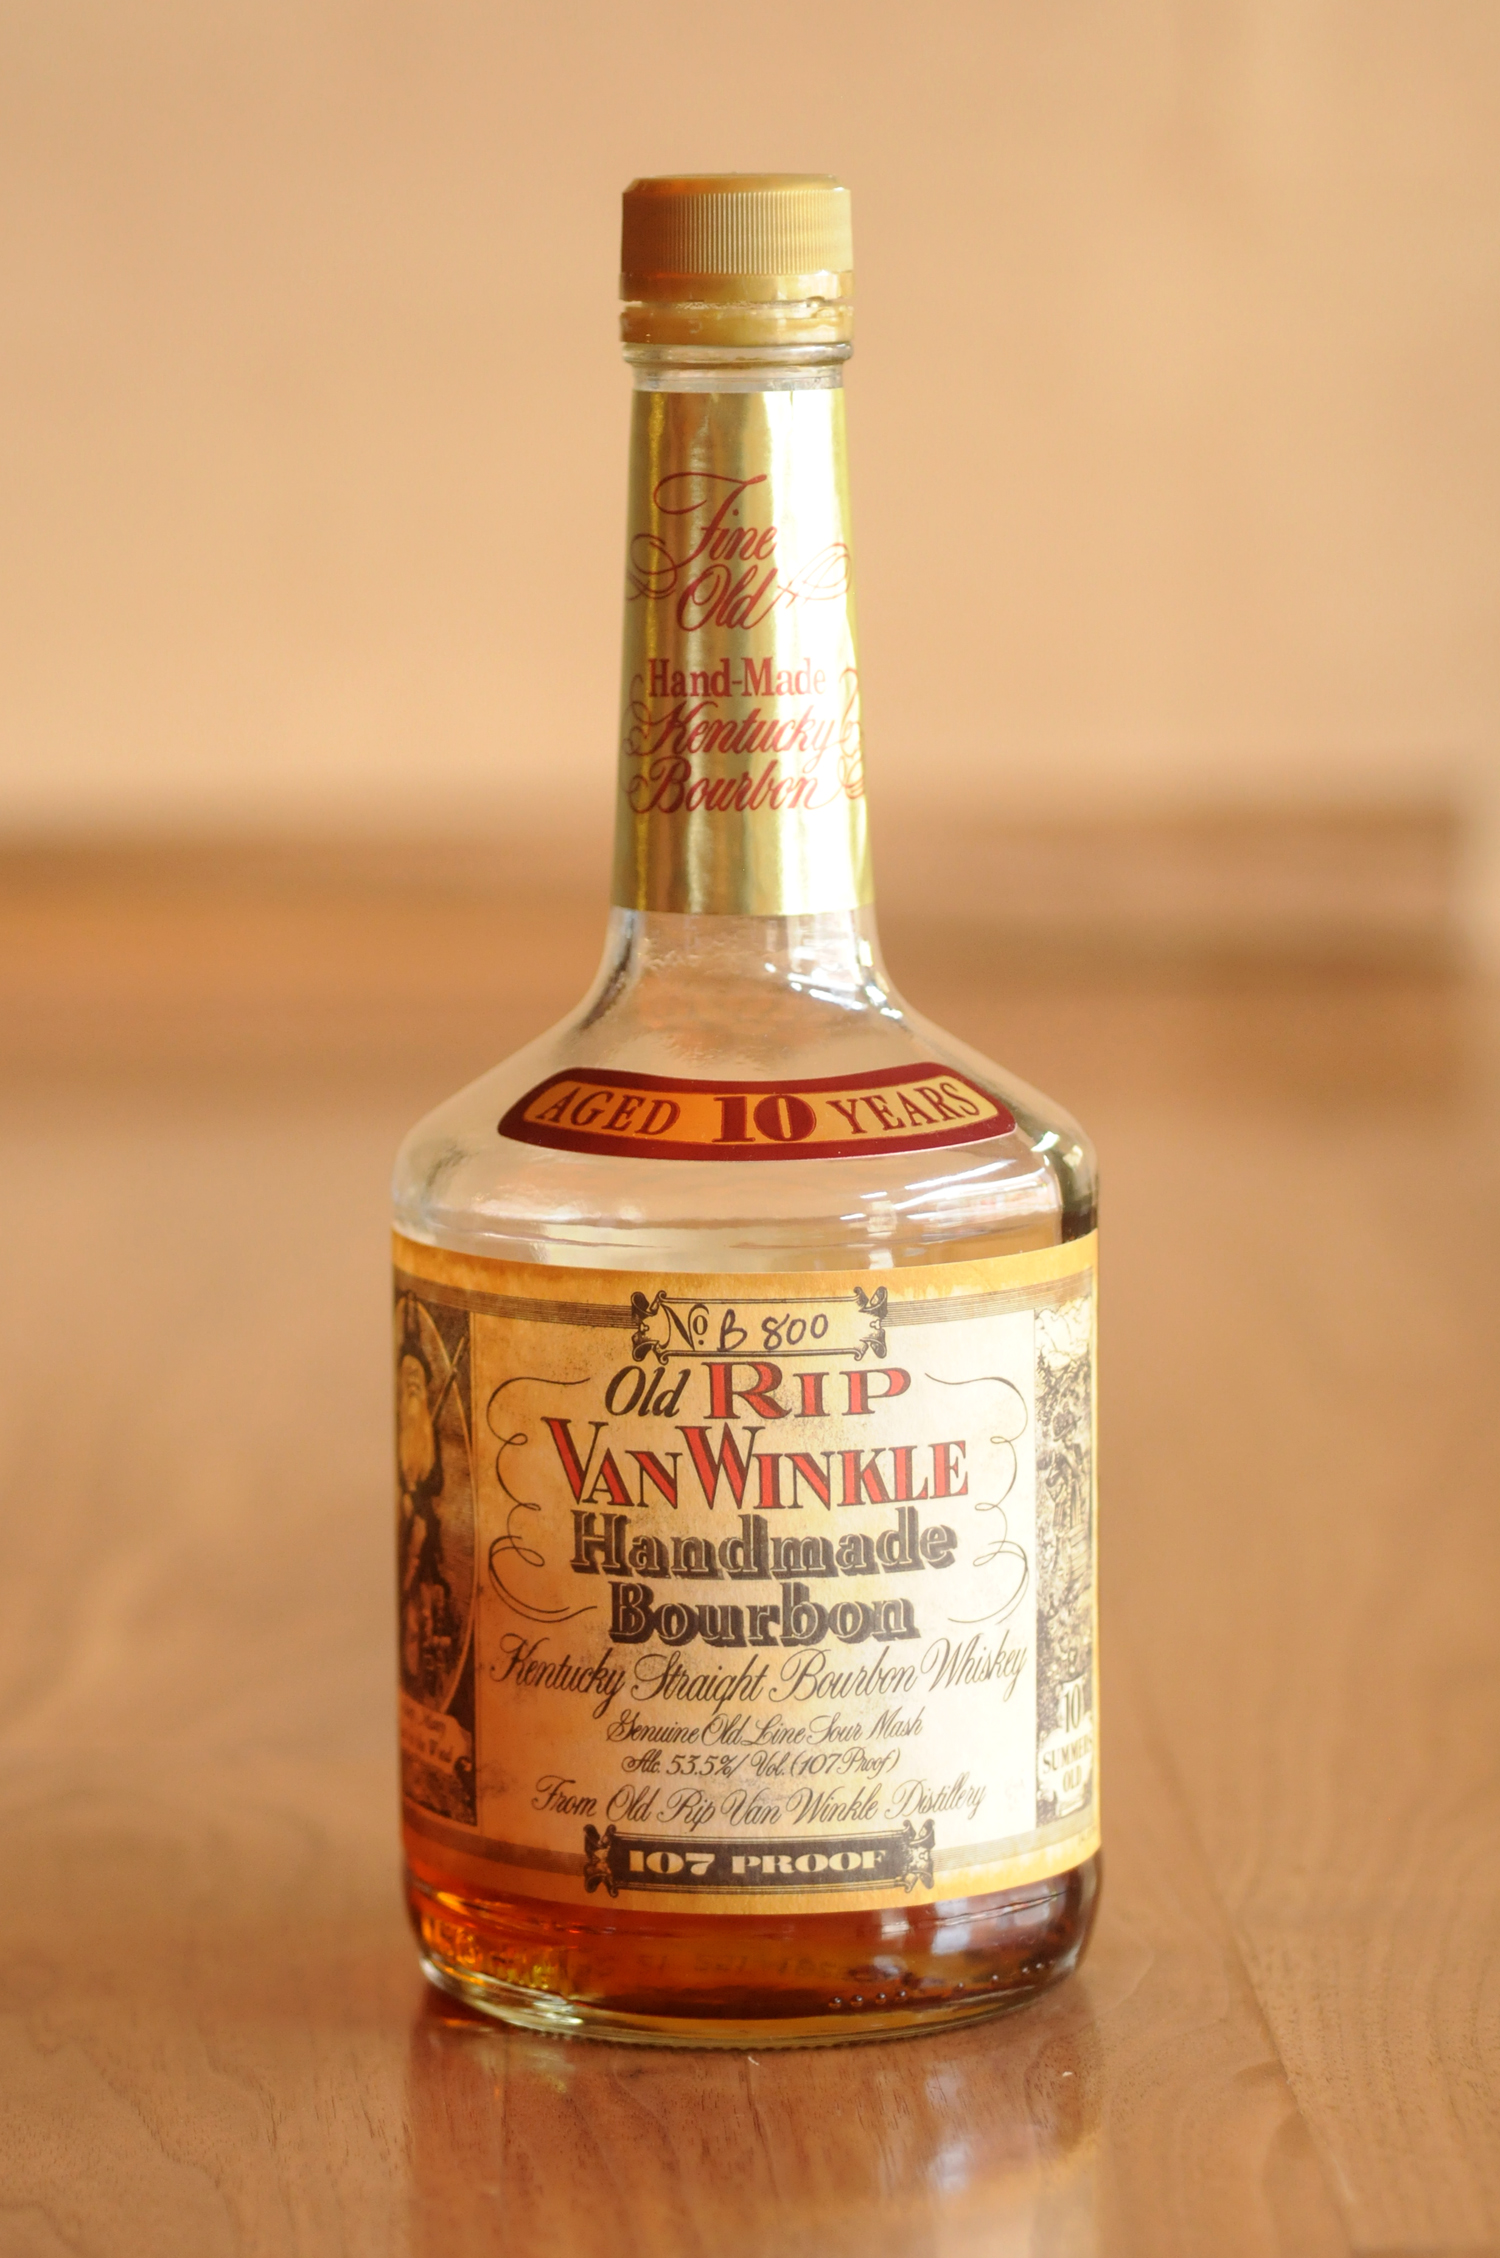 Fine
Old
Hand-Made
Kentucky
Bourbon
AGED 10 YEARS
No. B 800
Old RIP
VAN WINKLE
Handmade
Bourbon
Kentucky Straight Bourbon Whiskey
Genuine Old Line Sour Mash
Alc. 53.5%/Vol. (107 Proof)
From Old Rip Van Winkle Distillery
107 PROOF
10
SUMMERS
OLD